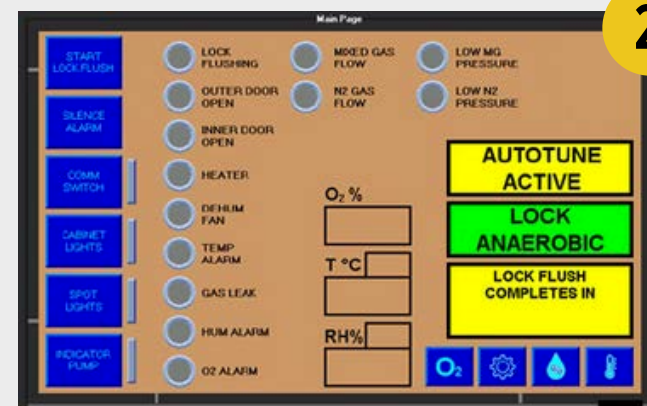 Main Page
2
START
LOCK FLUSH
SILENCE
ALARM
COMM
SWITCH
CABINET
LIGHTS
SPOT
LIGHTS
INDICATOR
PUMP
LOCK
FLUSHING
OUTER DOOR
OPEN
INNER DOOR
OPEN
HEATER
DEHUM
FAN
TEMP
ALARM
GAS LEAK
HUM ALARM
O2 ALARM
MIXED GAS
FLOW
N2 GAS
FLOW
LOW MG
PRESSURE
LOW N2
PRESSURE
O₂ %
T °C
RH%
AUTOTUNE
ACTIVE
LOCK
ANAEROBIC
LOCK FLUSH
COMPLETES IN
O₂